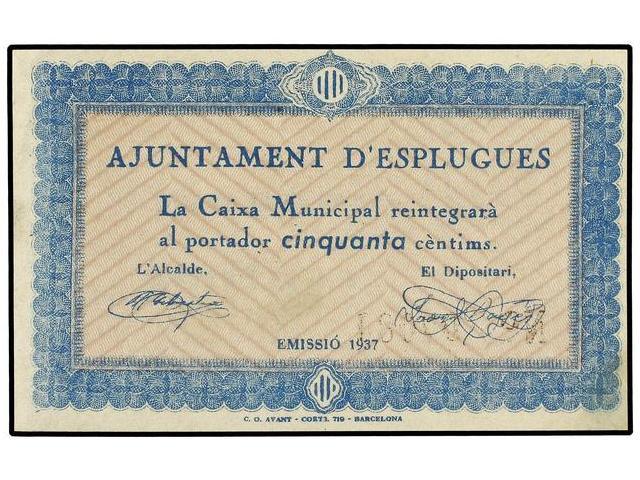 AJUNTAMENT D'ESPLUGUES
La Caixa Municipal reintegrarà
al portador cinquanta cèntims.
L'Alcalde,
El Dipositari,
EMISSIÓ 1937
C. O. AVANT - CORTS, 719 - BARCELONA